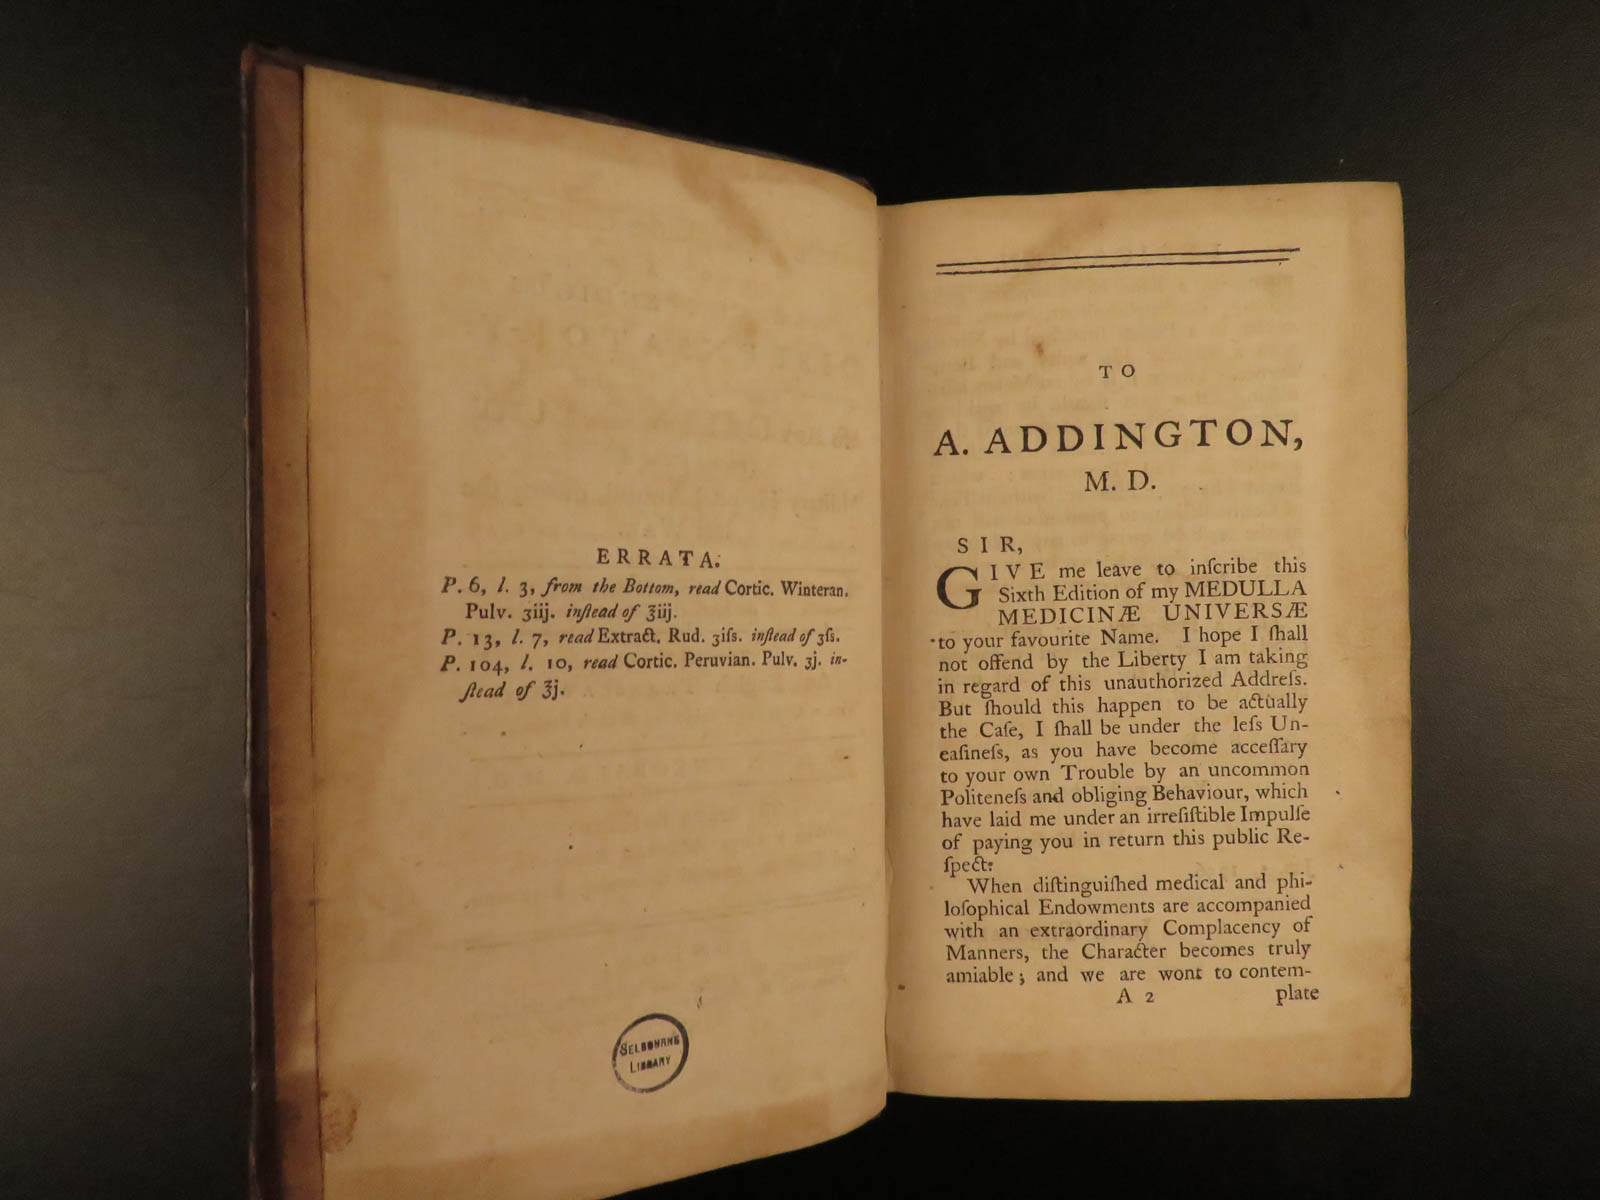 ERRATA.
P. 6, l. 3, from the Bottom, read Cortic. Winteran.
Pulv. ʒiij. inſtead of ℥iij.
P. 13, l. 7, read Extract. Rud. ʒiſs. inſtead of ʒſs.
P. 104, l. 10, read Cortic. Peruvian. Pulv. ʒj. in-
ſtead of ℥j.
SELBOURNE
LIBRARY
TO
A. ADDINGTON,
M. D.
SIR,
GIVE me leave to inſcribe this
Sixth Edition of my MEDULLA
MEDICINÆ UNIVERSÆ
to your favourite Name. I hope I ſhall
not offend by the Liberty I am taking
in regard of this unauthorized Addreſs.
But ſhould this happen to be actually
the Caſe, I ſhall be under the leſs Un-
eaſineſs, as you have become acceſſary
to your own Trouble by an uncommon
Politeneſs and obliging Behaviour, which
have laid me under an irreſiſtible Impulſe
of paying you in return this public Re-
ſpect.
When diſtinguiſhed medical and phi-
loſophical Endowments are accompanied
with an extraordinary Complacency of
Manners, the Character becomes truly
amiable; and we are wont to contem-
A 2 plate